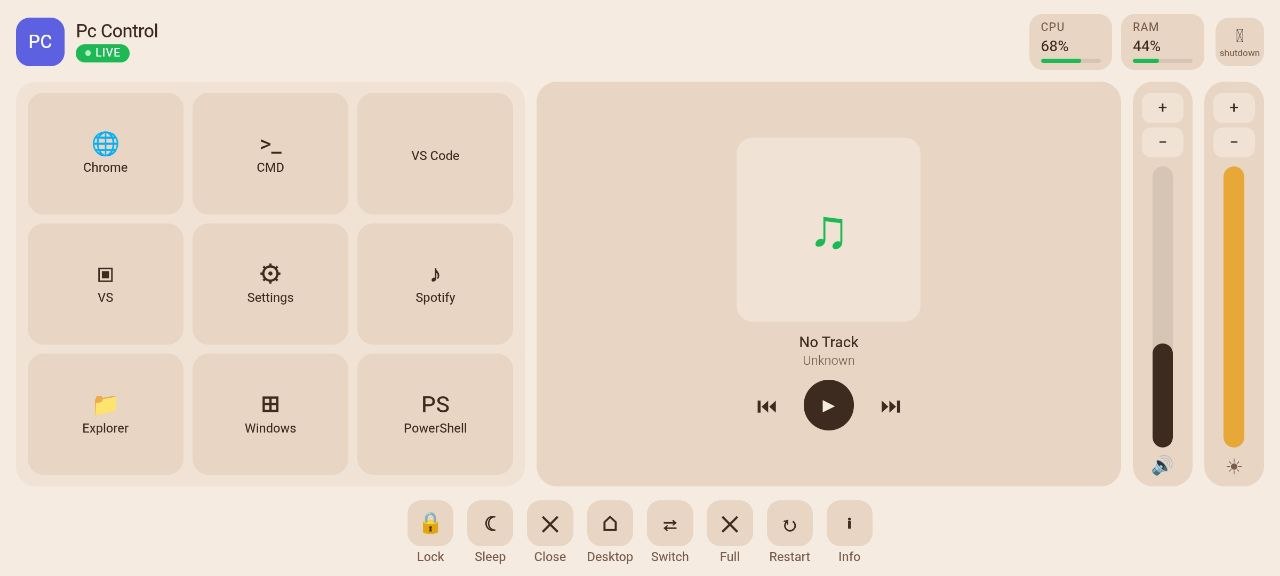 PC
Pc Control
LIVE
CPU
68%
RAM
44%
shutdown
Chrome
>_
CMD
VS Code
VS
Settings
Spotify
Explorer
Windows
PS
PowerShell
No Track
Unknown
+
−
+
−
Lock
Sleep
Close
Desktop
Switch
Full
Restart
i
Info